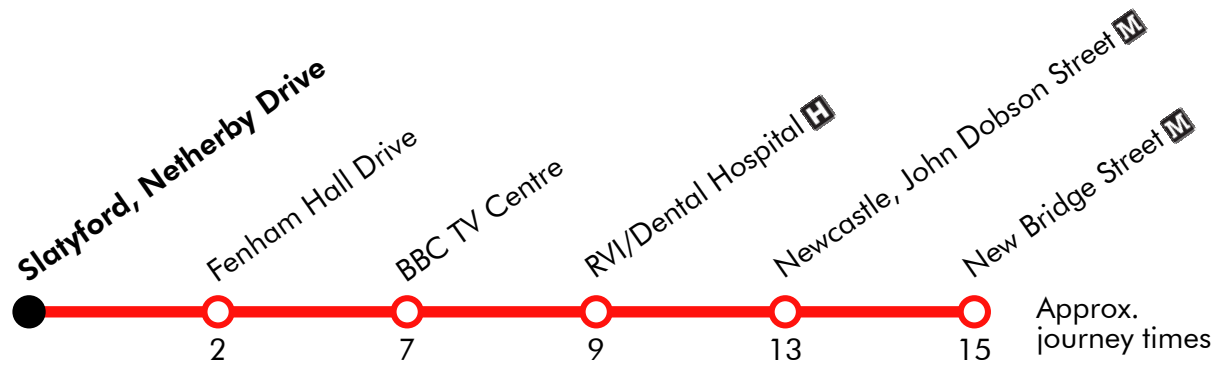 Slatyford, Netherby Drive
Fenham Hall Drive
BBC TV Centre
RVI/Dental Hospital H
Newcastle, John Dobson Street M
New Bridge Street M
2 7 9 13 15
Approx.
journey times